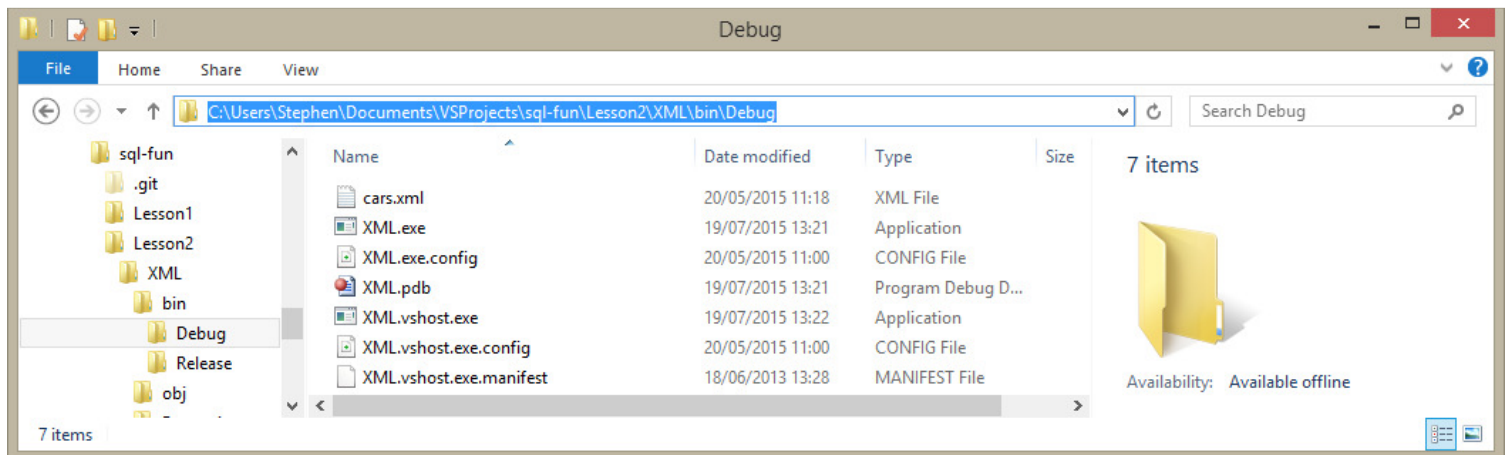 Debug
File Home Share View
C:\Users\Stephen\Documents\VSProjects\sql-fun\Lesson2\XML\bin\Debug
Search Debug
sql-fun
.git
Lesson1
Lesson2
XML
bin
Debug
Release
obj
Name Date modified Type Size
cars.xml 20/05/2015 11:18 XML File
XML.exe 19/07/2015 13:21 Application
XML.exe.config 20/05/2015 11:00 CONFIG File
XML.pdb 19/07/2015 13:21 Program Debug D...
XML.vshost.exe 19/07/2015 13:22 Application
XML.vshost.exe.config 20/05/2015 11:00 CONFIG File
XML.vshost.exe.manifest 18/06/2013 13:28 MANIFEST File
7 items
Availability: Available offline
7 items